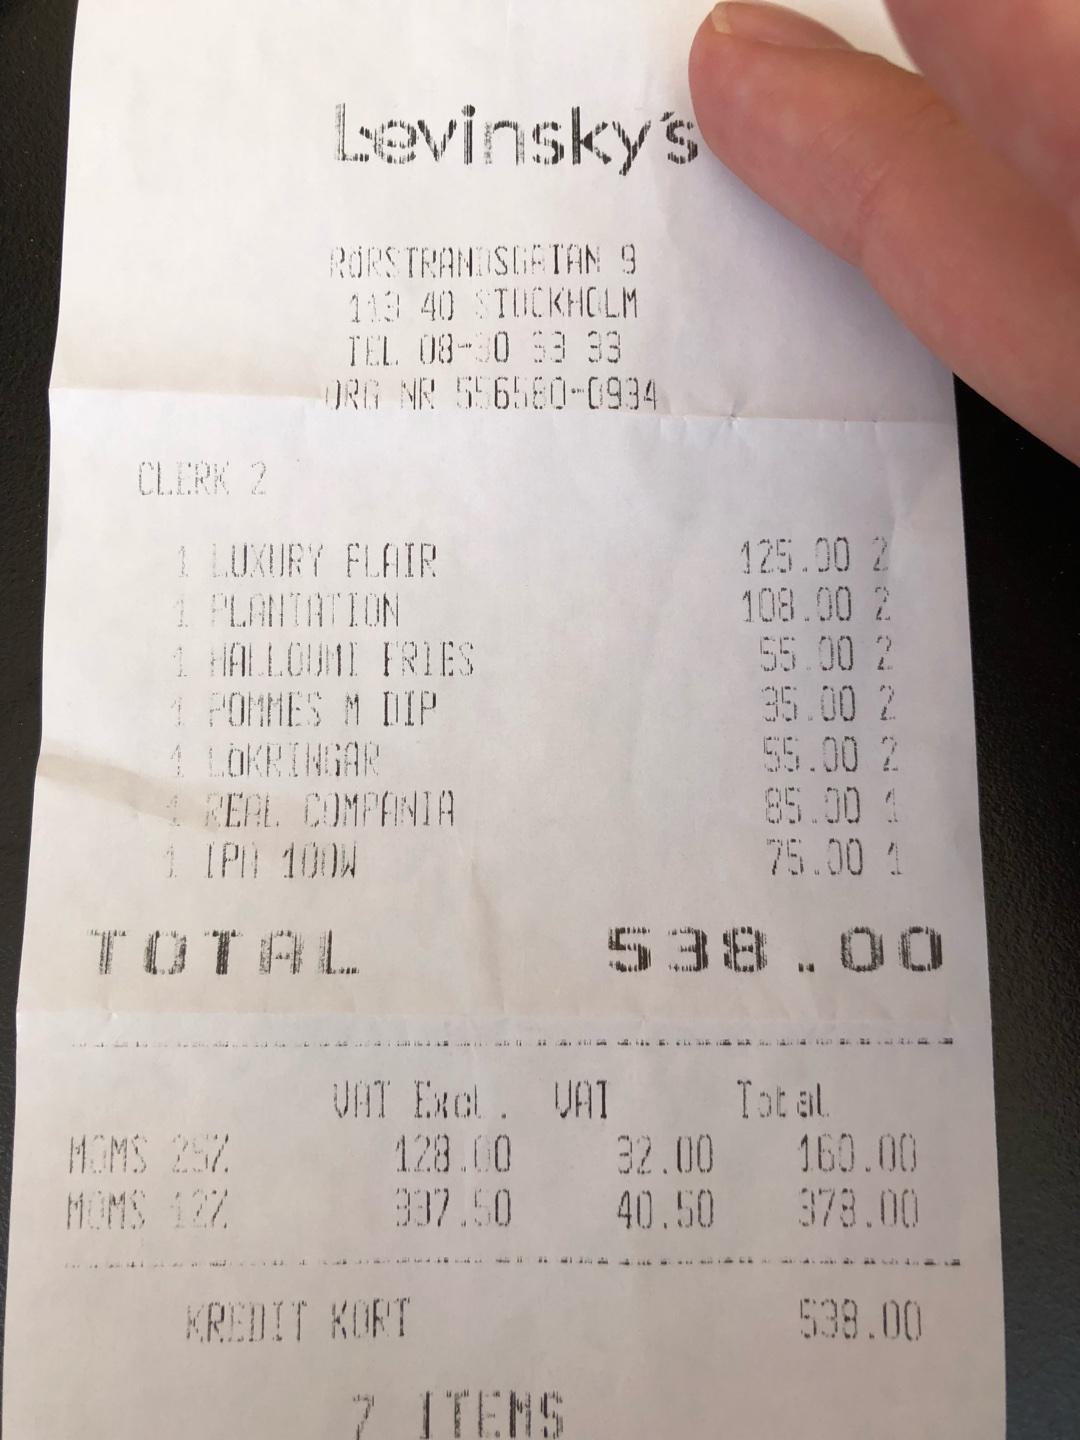 Levinsky's
RÖRSTRANDSGATAN 9
113 40 STOCKHOLM
TEL 08-30 33 33
ORG NR 556580-0934
CLERK 2
1 LUXURY FLAIR 125.00 2
1 PLANTATION 108.00 2
1 HALLOUMI FRIES 55.00 2
1 POMMES M DIP 35.00 2
1 LÖKRINGAR 55.00 2
1 REAL COMPANIA 85.00 1
1 IPA 100W 75.00 1
TOTAL 538.00
VAT Excl. VAT Total
MOMS 25% 128.00 32.00 160.00
MOMS 12% 337.50 40.50 378.00
KREDIT KORT 538.00
7 ITEMS